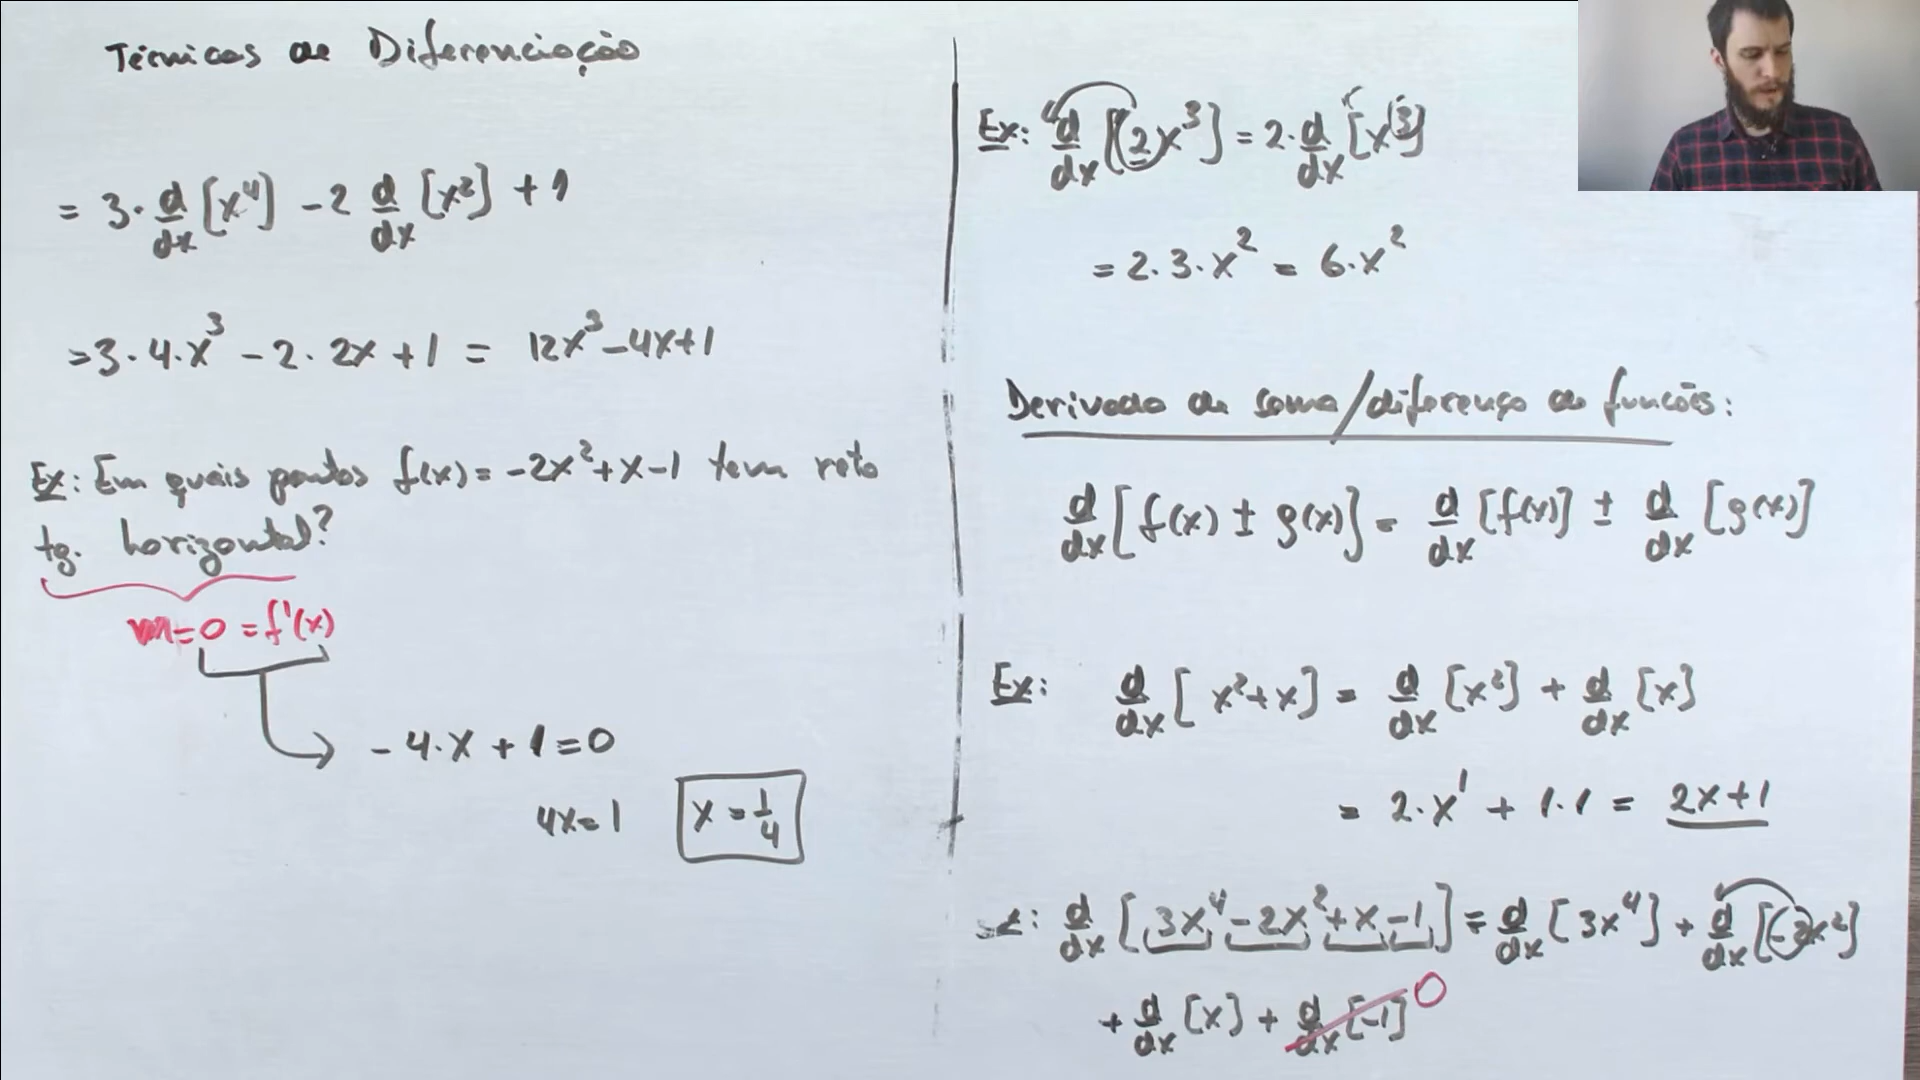 Técnicas de Diferenciação
= 3 · d/dx [x⁴] - 2 d/dx [x²] + 1
= 3 · 4 · x³ - 2 · 2x + 1 = 12x³ - 4x + 1
Ex: Em quais pontos f(x) = -2x² + x - 1 tem reta
tg. horizontal?
m = 0 = f'(x)
-4 · x + 1 = 0
4x = 1 x = 1/4
Ex: d/dx [2x³] = 2 · d/dx [x³]
= 2 · 3 · x² = 6 · x²
Derivada da soma/diferença de funções:
d/dx [f(x) ± g(x)] = d/dx [f(x)] ± d/dx [g(x)]
Ex: d/dx [x² + x] = d/dx [x²] + d/dx [x]
= 2 · x¹ + 1 · 1 = 2x + 1
d/dx [3x⁴ - 2x² + x - 1] = d/dx [3x⁴] + d/dx [(-2)x²]
+ d/dx [x] + d/dx [-1] 0